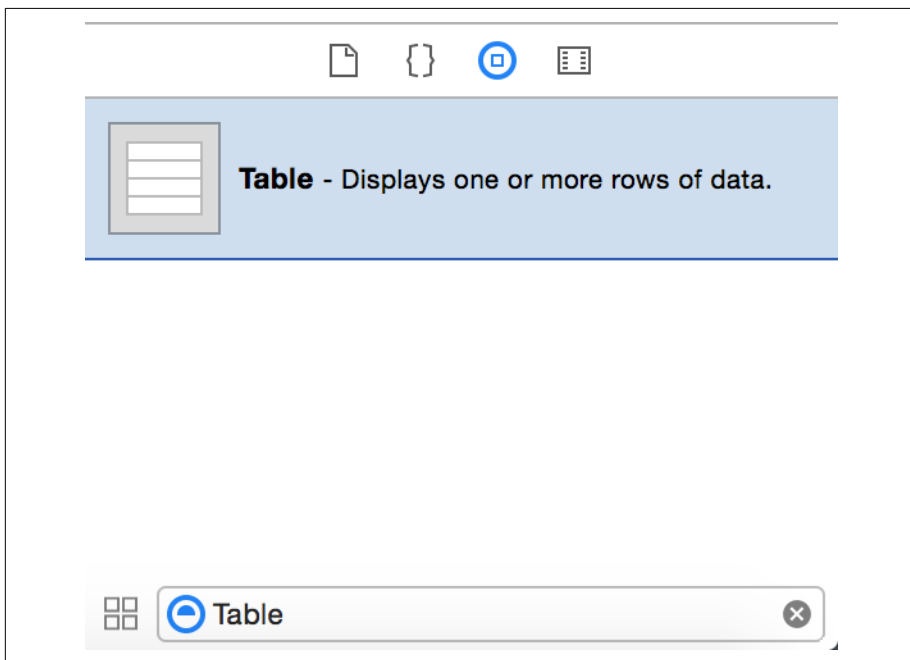 Table - Displays one or more rows of data.
Table